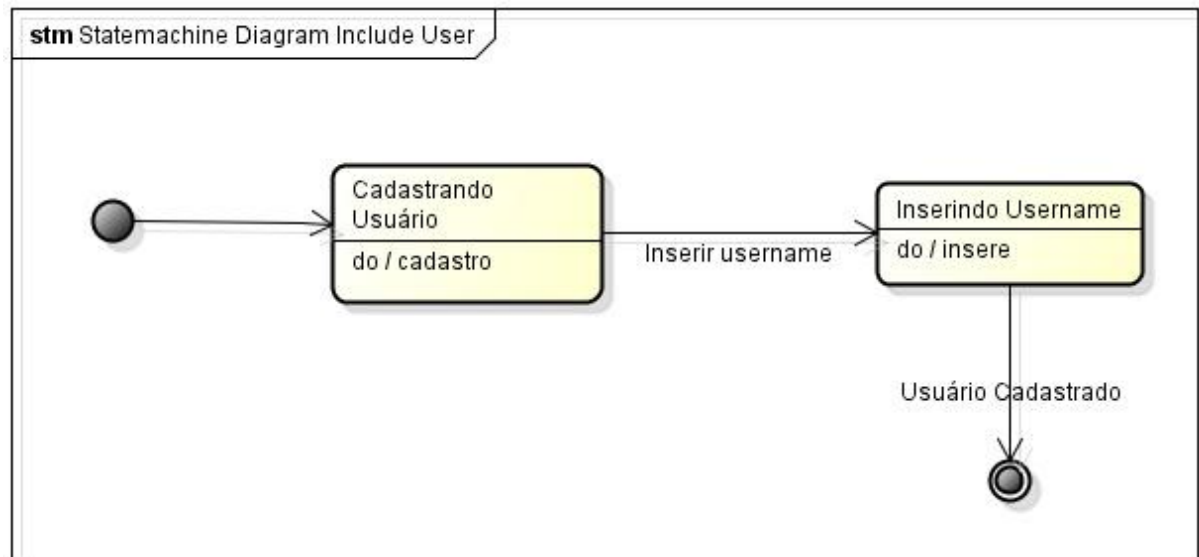 stm Statemachine Diagram Include User
Cadastrando
Usuário
do / cadastro
Inserir username
Inserindo Username
do / insere
Usuário Cadastrado